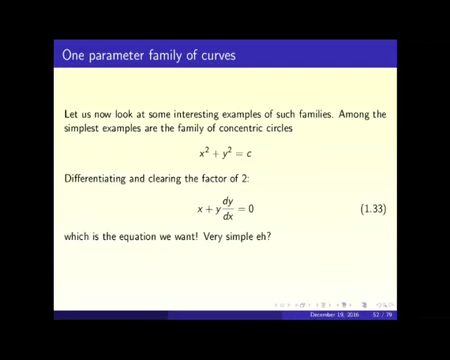 One parameter family of curves
Let us now look at some interesting examples of such families. Among the
simplest examples are the family of concentric circles
x² + y² = c
Differentiating and clearing the factor of 2:
x + y dy/dx = 0 (1.33)
which is the equation we want! Very simple eh?
December 19, 2016 52 / 79